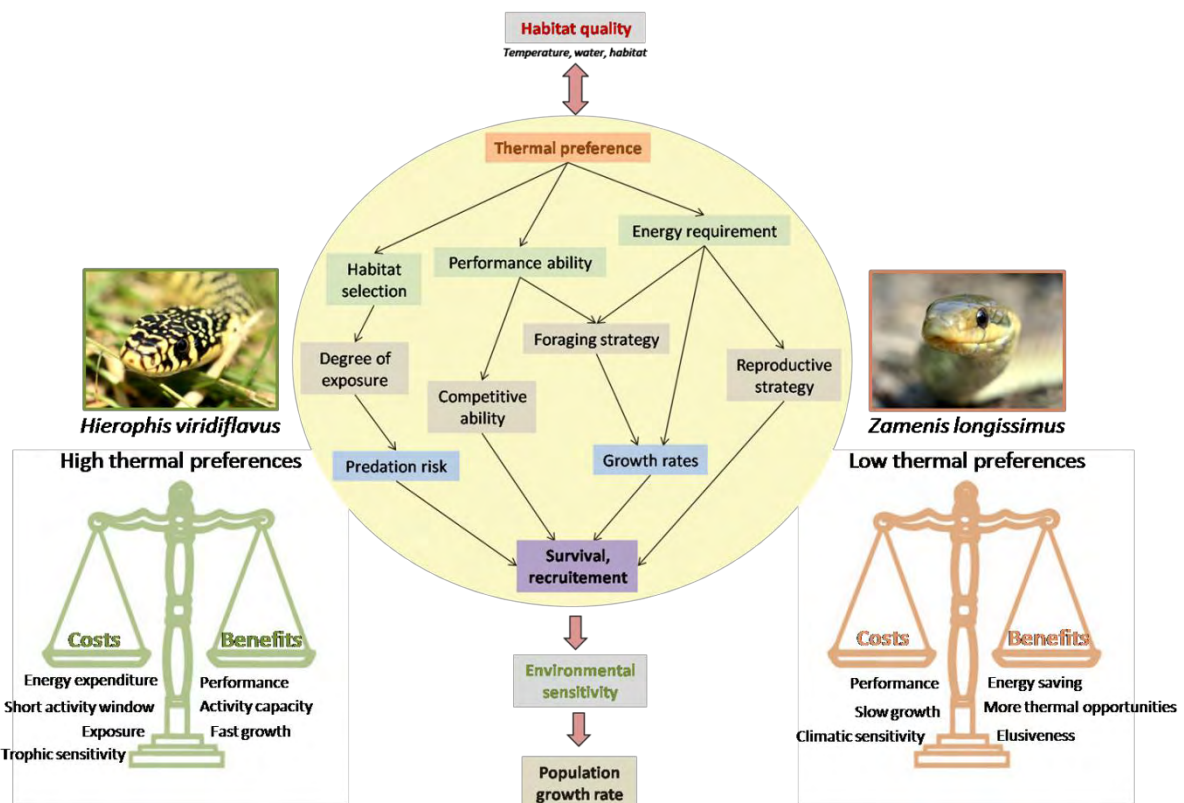 Habitat quality
Temperature, water, habitat
Thermal preference
Energy requirement
Performance ability
Habitat
selection
Foraging strategy
Degree of
exposure
Reproductive
strategy
Competitive
ability
Predation risk
Growth rates
Survival,
recruitement
Environmental
sensitivity
Population
growth rate
Hierophis viridiflavus
High thermal preferences
Costs
Benefits
Energy expenditure
Short activity window
Exposure
Trophic sensitivity
Performance
Activity capacity
Fast growth
Zamenis longissimus
Low thermal preferences
Costs
Benefits
Performance
Slow growth
Climatic sensitivity
Energy saving
More thermal opportunities
Elusiveness